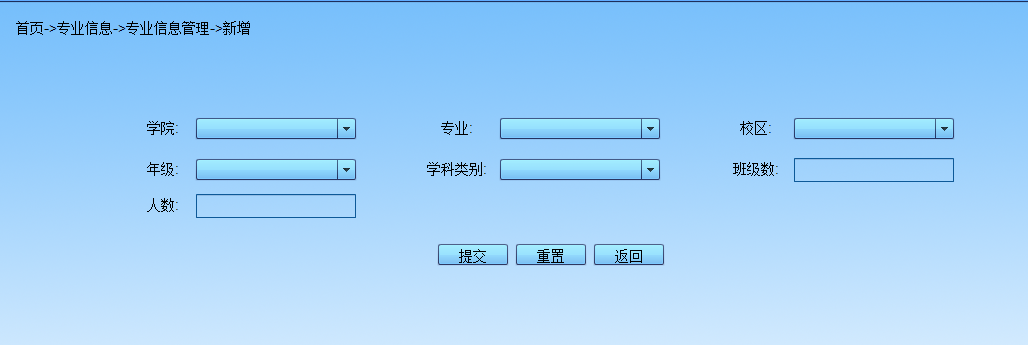 首页->专业信息->专业信息管理->新增
学院: 专业: 校区:
年级: 学科类别: 班级数:
人数:
提交 重置 返回